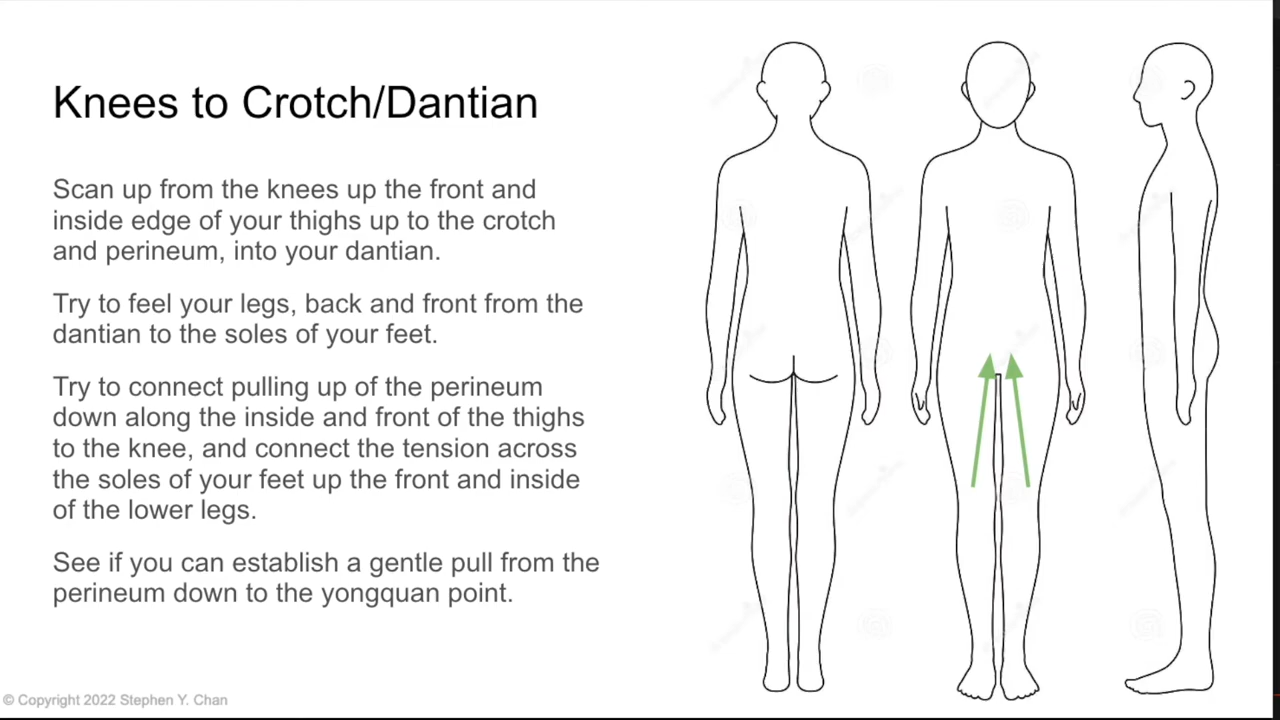 Knees to Crotch/Dantian
Scan up from the knees up the front and
inside edge of your thighs up to the crotch
and perineum, into your dantian.
Try to feel your legs, back and front from the
dantian to the soles of your feet.
Try to connect pulling up of the perineum
down along the inside and front of the thighs
to the knee, and connect the tension across
the soles of your feet up the front and inside
of the lower legs.
See if you can establish a gentle pull from the
perineum down to the yongquan point.
© Copyright 2022 Stephen Y. Chan